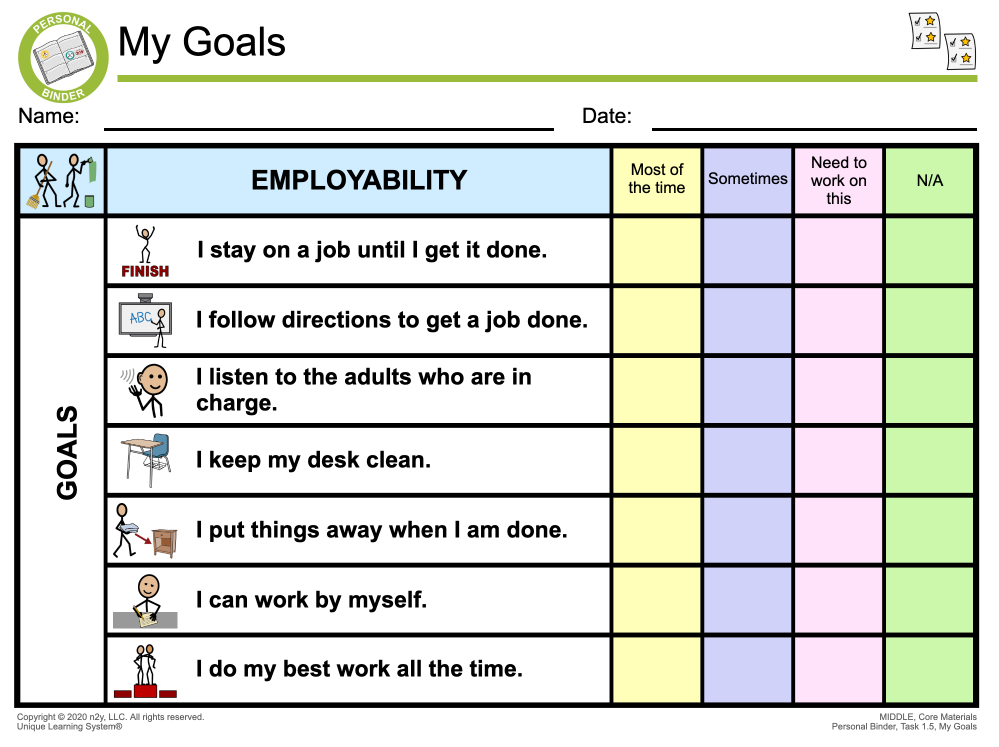 PERSONAL
BINDER
My Goals
Name:
Date:
EMPLOYABILITY
Most of
the time
Sometimes
Need to
work on
this
N/A
GOALS
FINISH
I stay on a job until I get it done.
ABC
I follow directions to get a job done.
I listen to the adults who are in
charge.
I keep my desk clean.
I put things away when I am done.
I can work by myself.
I do my best work all the time.
Copyright © 2020 n2y, LLC. All rights reserved.
Unique Learning System®
MIDDLE, Core Materials
Personal Binder, Task 1.5, My Goals